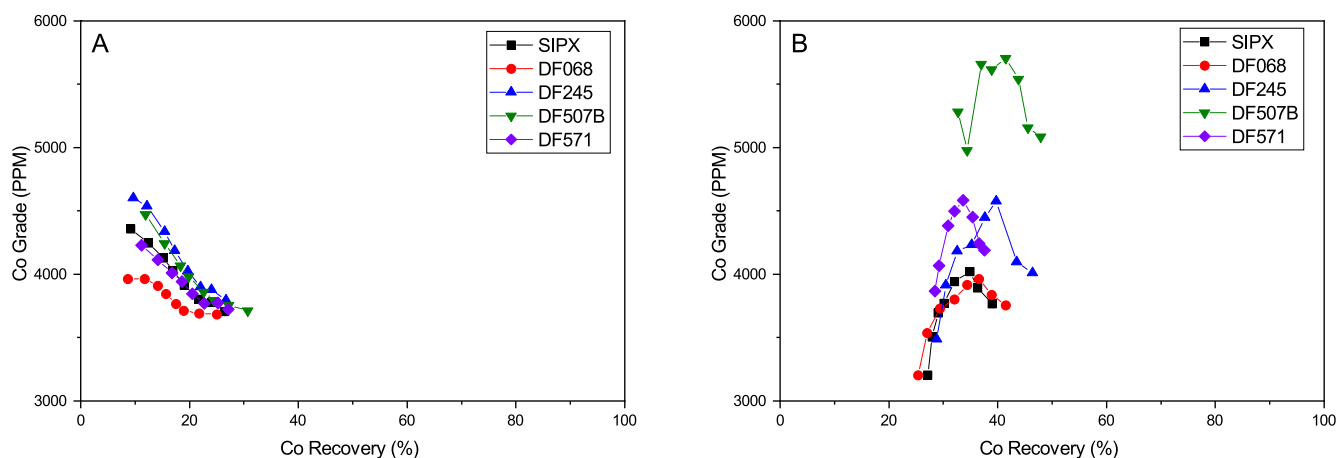 A
SIPX
DF068
DF245
DF507B
DF571
6000
5000
4000
3000
Co Grade (PPM)
0 20 40 60 80 100
Co Recovery (%)
B
SIPX
DF068
DF245
DF507B
DF571
6000
5000
4000
3000
Co Grade (PPM)
0 20 40 60 80 100
Co Recovery (%)